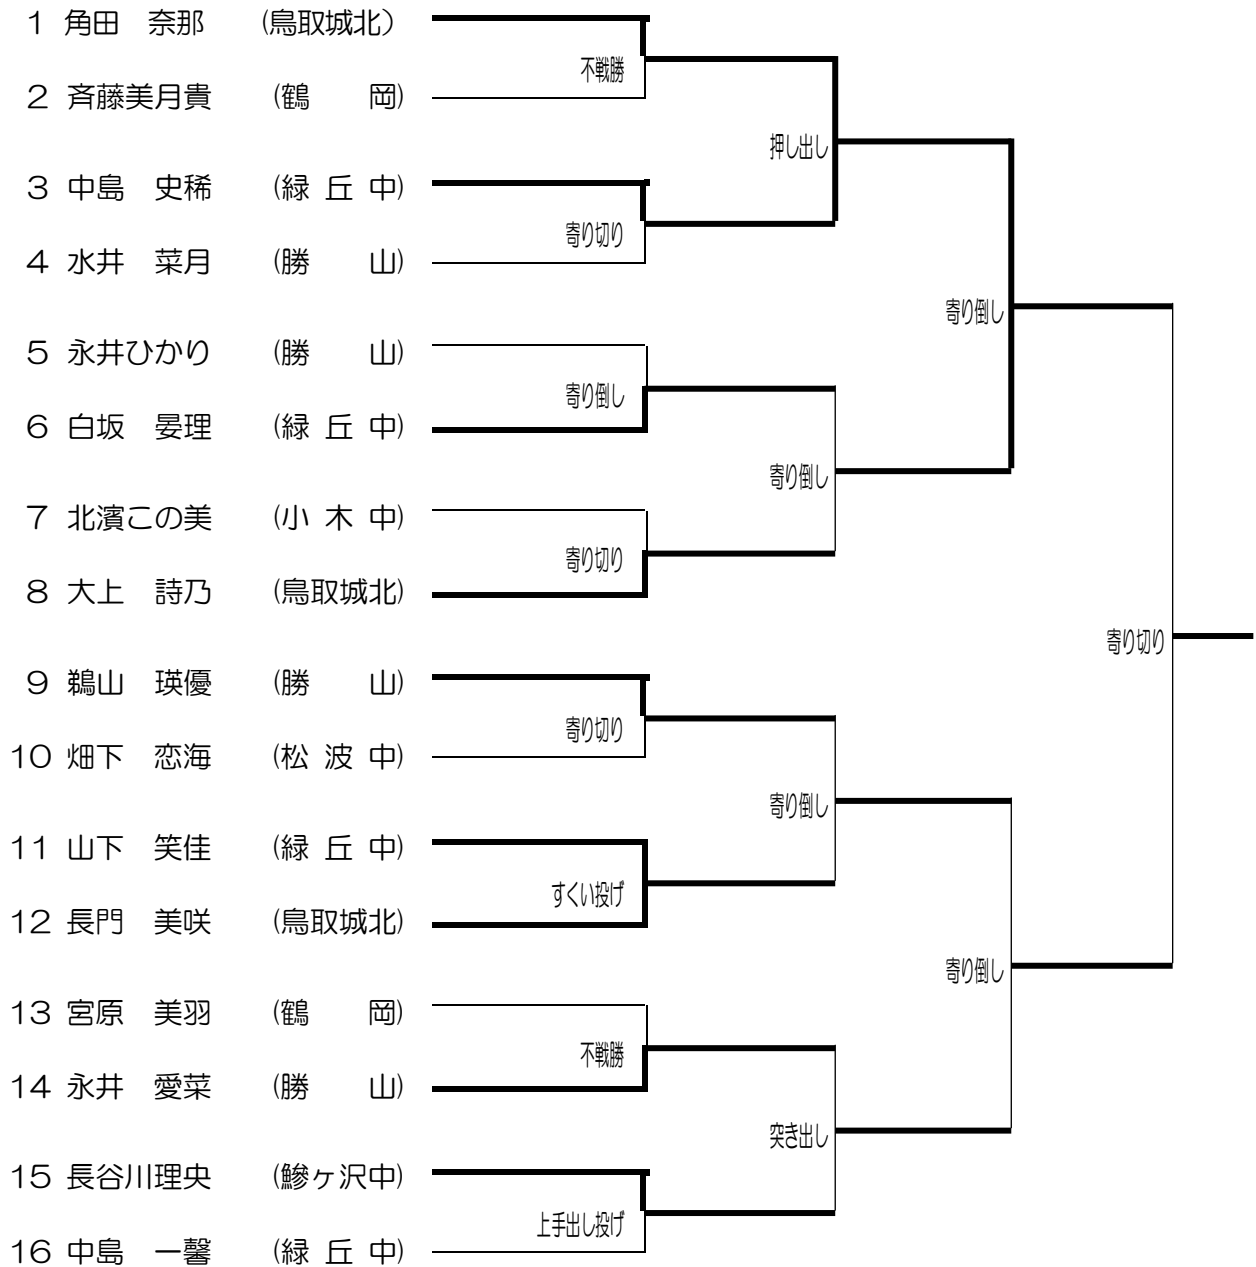 1 角田 奈那 (鳥取城北)
不戦勝
2 斉藤美月貴 (鶴 岡)
押し出し
3 中島 史稀 (緑 丘 中)
寄り切り
4 水井 菜月 (勝 山)
寄り倒し
5 永井ひかり (勝 山)
寄り倒し
6 白坂 晏理 (緑 丘 中)
寄り倒し
7 北濱この美 (小 木 中)
寄り切り
8 大上 詩乃 (鳥取城北)
寄り切り
9 鵜山 瑛優 (勝 山)
寄り切り
10 畑下 恋海 (松 波 中)
寄り倒し
11 山下 笑佳 (緑 丘 中)
すくい投げ
12 長門 美咲 (鳥取城北)
寄り倒し
13 宮原 美羽 (鶴 岡)
不戦勝
14 永井 愛菜 (勝 山)
突き出し
15 長谷川理央 (鰺ヶ沢中)
上手出し投げ
16 中島 一馨 (緑 丘 中)